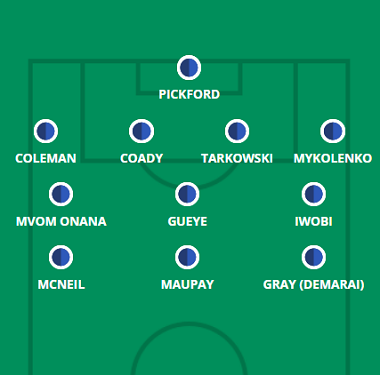 PICKFORD
COLEMAN COADY TARKOWSKI MYKOLENKO
MVOM ONANA GUEYE IWOBI
MCNEIL MAUPAY GRAY (DEMARAI)